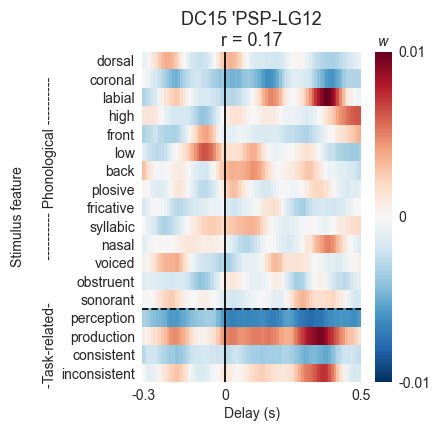 DC15 'PSP-LG12
r = 0.17
w
dorsal
coronal
labial
high
front
low
back
plosive
fricative
syllabic
nasal
voiced
obstruent
sonorant
perception
production
consistent
inconsistent
Stimulus feature
-Task-related- ---------- Phonological ----------
0.01
0
-0.01
-0.3 0 0.5
Delay (s)